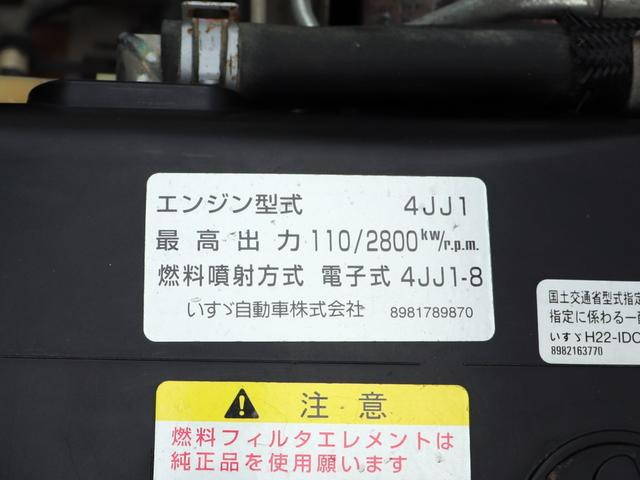 エンジン型式 4JJ1
最高出力 110/2800kW/r.p.m.
燃料噴射方式 電子式 4JJ1-8
いすゞ自動車株式会社 8981789870
国土交通省型式指定
指定に係わる一
いすゞ H22-IDC
8982163770
注意
燃料フィルタエレメントは
純正品を使用願います